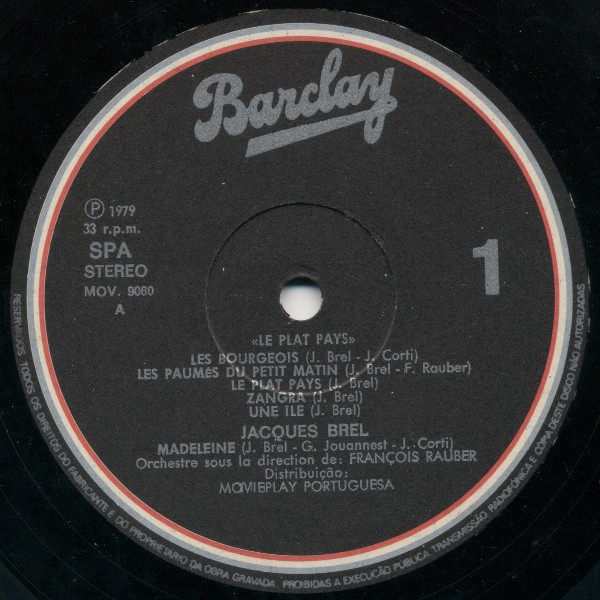 Barclay
Ⓟ 1979
33 r.p.m.
SPA
STEREO
MOV. 9060
A
1
«LE PLAT PAYS»
LES BOURGEOIS (J. Brel - J. Corti)
LES PAUMÉS DU PETIT MATIN (J. Brel - F. Rauber)
LE PLAT PAYS (J. Brel)
ZANGRA (J. Brel)
UNE ILE (J. Brel)
JACQUES BREL
MADELEINE (J. Brel - G. Jouannest - J. Corti)
Orchestre sous la direction de: FRANÇOIS RAUBER
Distribuição:
MOVIEPLAY PORTUGUESA
RESERVADOS TODOS OS DIREITOS DO FABRICANTE E DO PROPRIETARIO DA OBRA GRAVADA. PROIBIDAS A EXECUÇÃO PUBLICA, TRANSMISSÃO RADIOFÓNICA E CÓPIA DESTE DISCO NÃO AUTORIZADAS